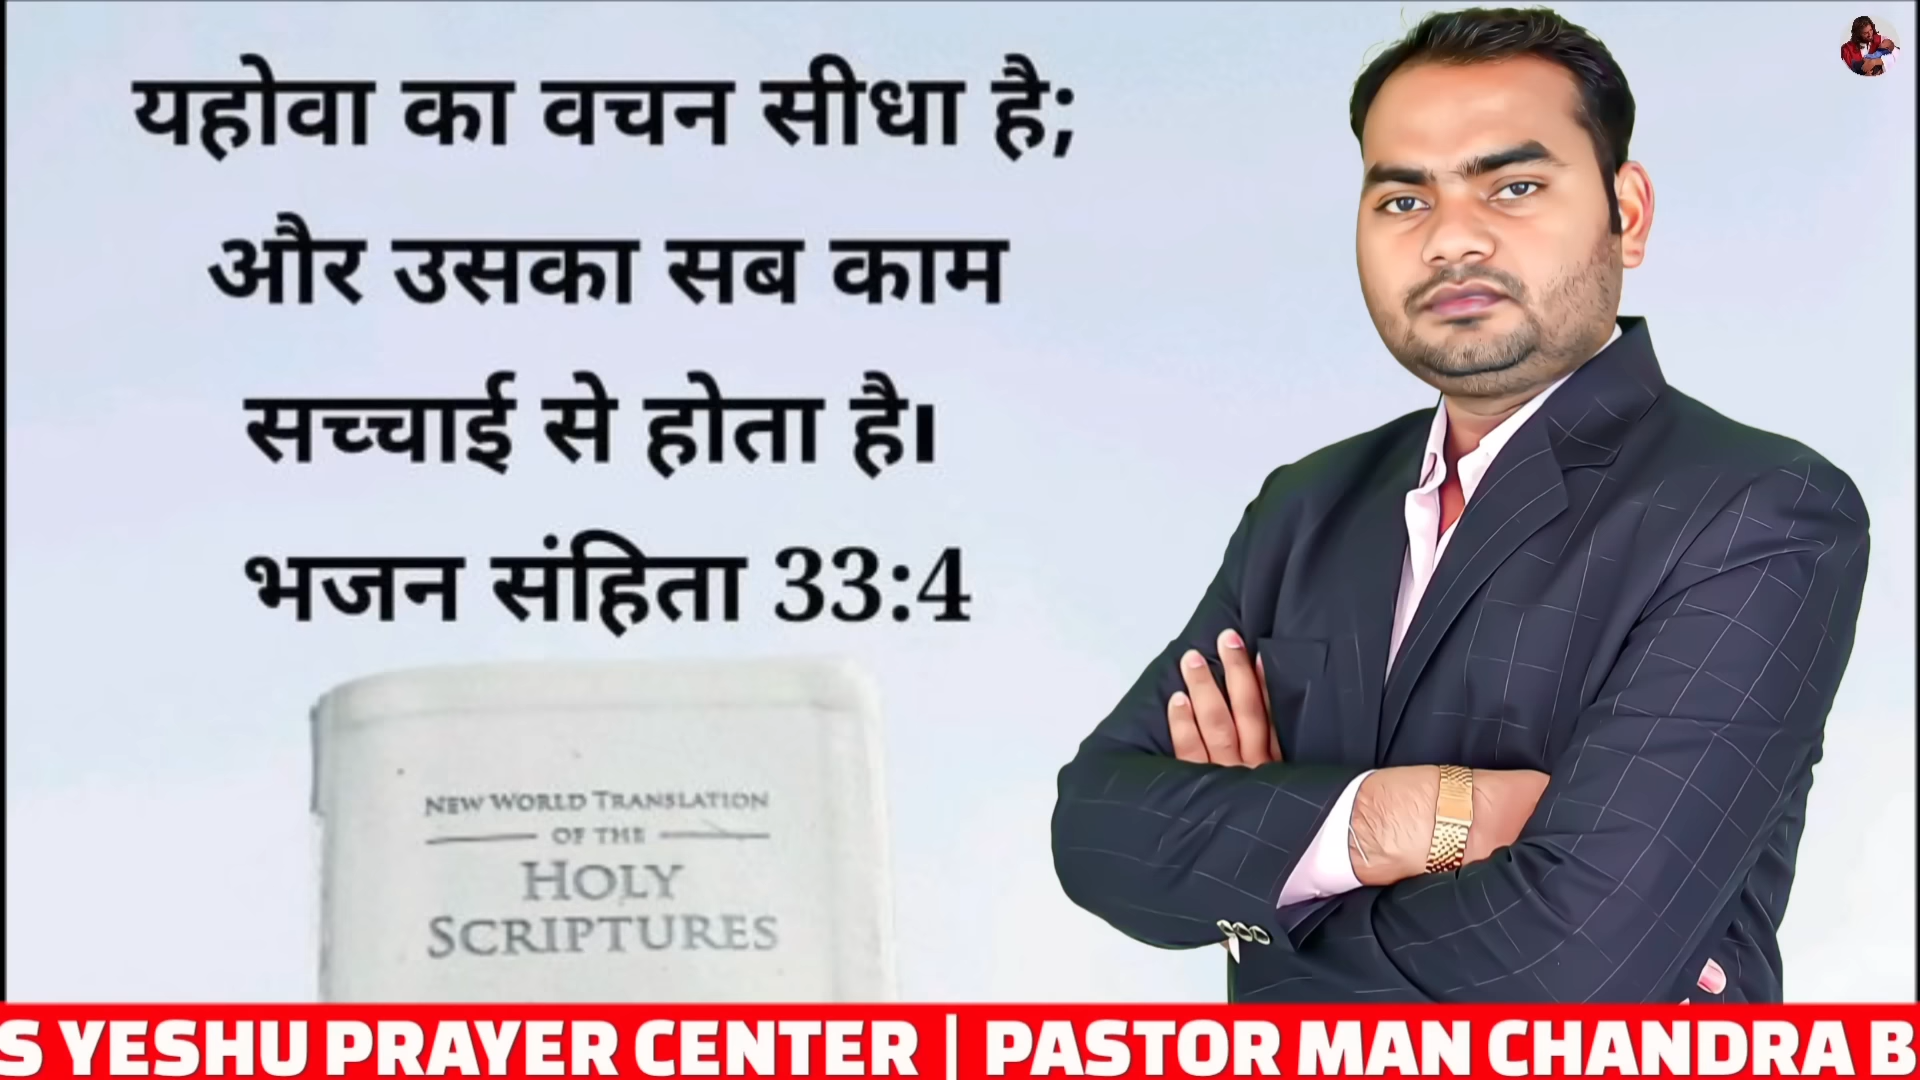 यहोवा का वचन सीधा है;
और उसका सब काम
सच्चाई से होता है।
भजन संहिता 33:4
NEW WORLD TRANSLATION
OF THE
HOLY
SCRIPTURES
S YESHU PRAYER CENTER | PASTOR MAN CHANDRA B